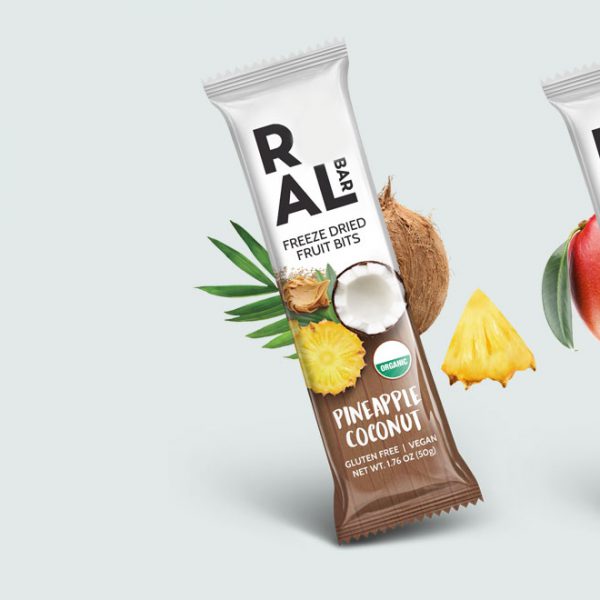 R
AL
BAR
FREEZE DRIED
FRUIT BITS
ORGANIC
PINEAPPLE
COCONUT
GLUTEN FREE | VEGAN
NET WT. 1.76 OZ (50g)